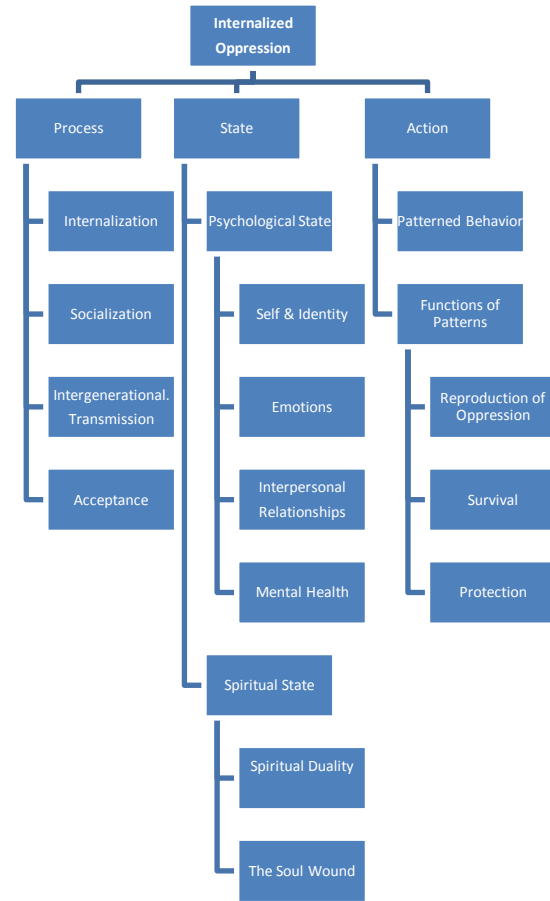 Internalized
Oppression
Process
State
Action
Internalization
Socialization
Intergenerational.
Transmission
Acceptance
Psychological State
Self & Identity
Emotions
Interpersonal
Relationships
Mental Health
Spiritual State
Spiritual Duality
The Soul Wound
Patterned Behavior
Functions of
Patterns
Reproduction of
Oppression
Survival
Protection